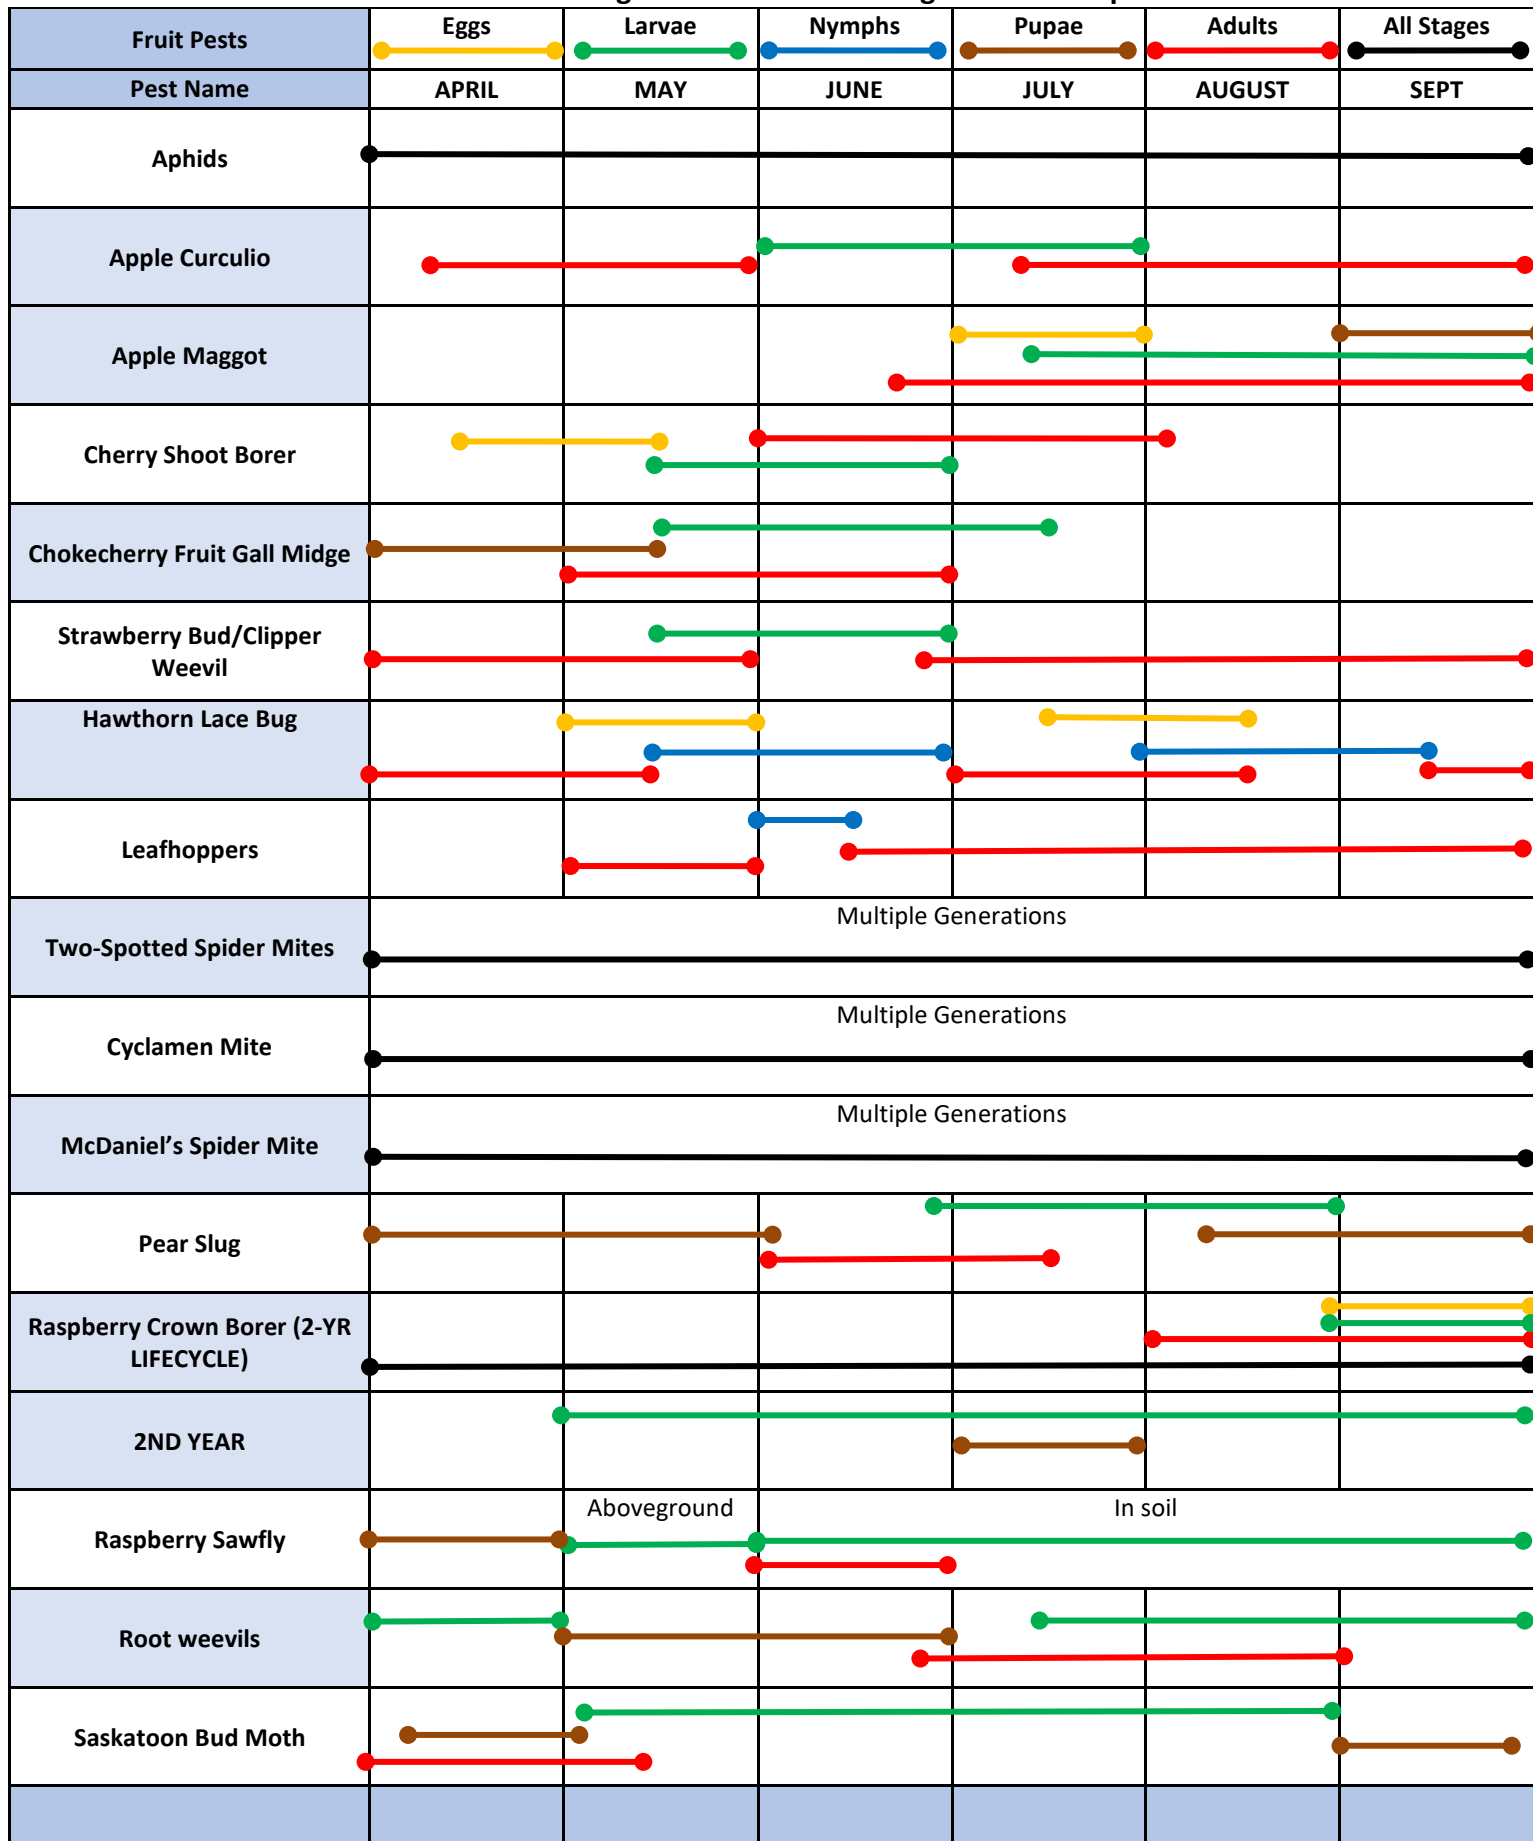 Fruit Pests Eggs Larvae Nymphs Pupae Adults All Stages
Pest Name APRIL MAY JUNE JULY AUGUST SEPT
Aphids
Apple Curculio
Apple Maggot
Cherry Shoot Borer
Chokecherry Fruit Gall Midge
Strawberry Bud/Clipper
Weevil
Hawthorn Lace Bug
Leafhoppers
Multiple Generations
Two-Spotted Spider Mites
Multiple Generations
Cyclamen Mite
Multiple Generations
McDaniel’s Spider Mite
Pear Slug
Raspberry Crown Borer (2-YR
LIFECYCLE)
2ND YEAR
Aboveground In soil
Raspberry Sawfly
Root weevils
Saskatoon Bud Moth